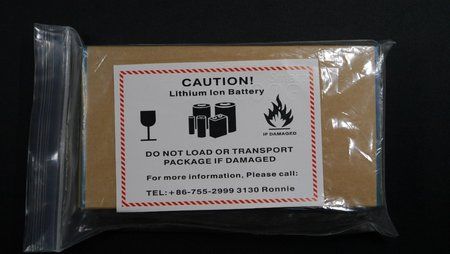 CAUTION!
Lithium Ion Battery
IF DAMAGED
DO NOT LOAD OR TRANSPORT
PACKAGE IF DAMAGED
For more information, Please call:
TEL:+86-755-2999 3130 Ronnie